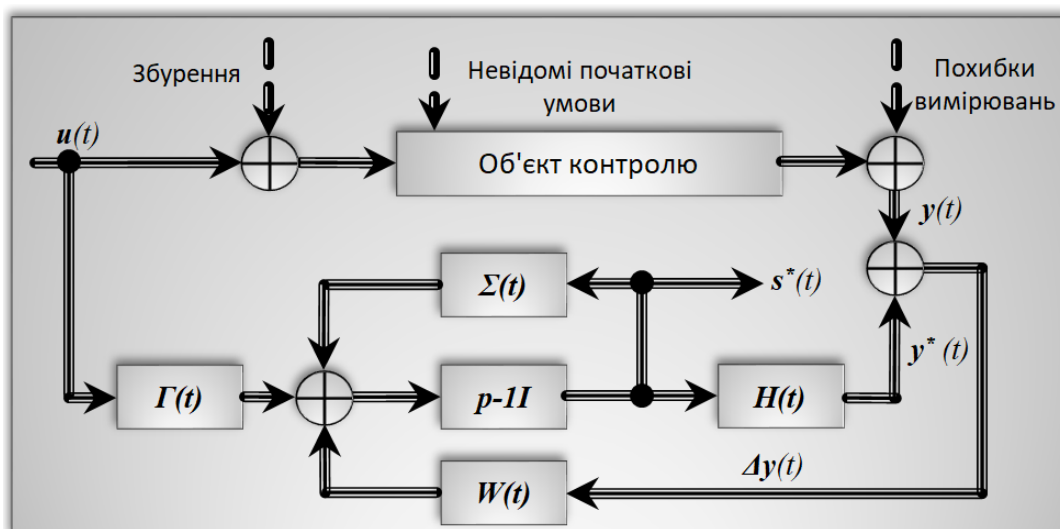 Збурення
Невідомі початкові
умови
Похибки
вимірювань
u(t)
Об'єкт контролю
y(t)
Σ(t)
s*(t)
y* (t)
Γ(t)
p-1I
H(t)
Δy(t)
W(t)